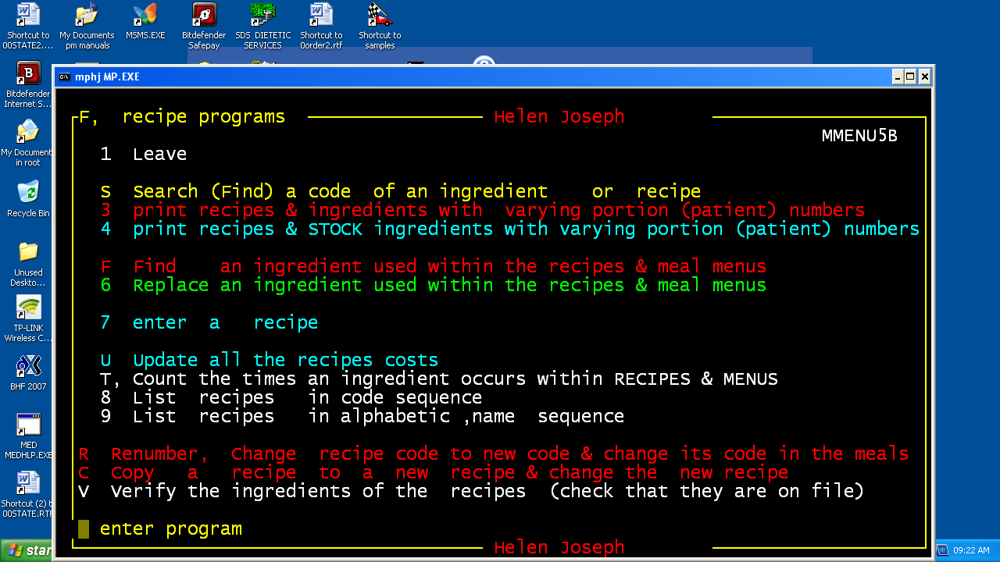 Shortcut to
00STATE2....
My Documents
pm manuals
MSMS.EXE
Bitdefender
Safepay
SDS DIETETIC
SERVICES
Shortcut to
0order2.rtf
Shortcut to
samples
Bitdefender
Internet S...
My Document
in root
Recycle Bin
Unused
Deskto...
TP-LINK
Wireless C...
BHF 2007
MED
MEDHLP.EXE
Shortcut (2) t
00STATE.RTF
mphj MP.EXE
F, recipe programs Helen Joseph
MMENU5B
1 Leave
S Search (Find) a code of an ingredient or recipe
3 print recipes & ingredients with varying portion (patient) numbers
4 print recipes & STOCK ingredients with varying portion (patient) numbers
F Find an ingredient used within the recipes & meal menus
6 Replace an ingredient used within the recipes & meal menus
7 enter a recipe
U Update all the recipes costs
T, Count the times an ingredient occurs within RECIPES & MENUS
8 List recipes in code sequence
9 List recipes in alphabetic ,name sequence
R Renumber, Change recipe code to new code & change its code in the meals
C Copy a recipe to a new recipe & change the new recipe
V Verify the ingredients of the recipes (check that they are on file)
enter program
Helen Joseph
star
09:22 AM